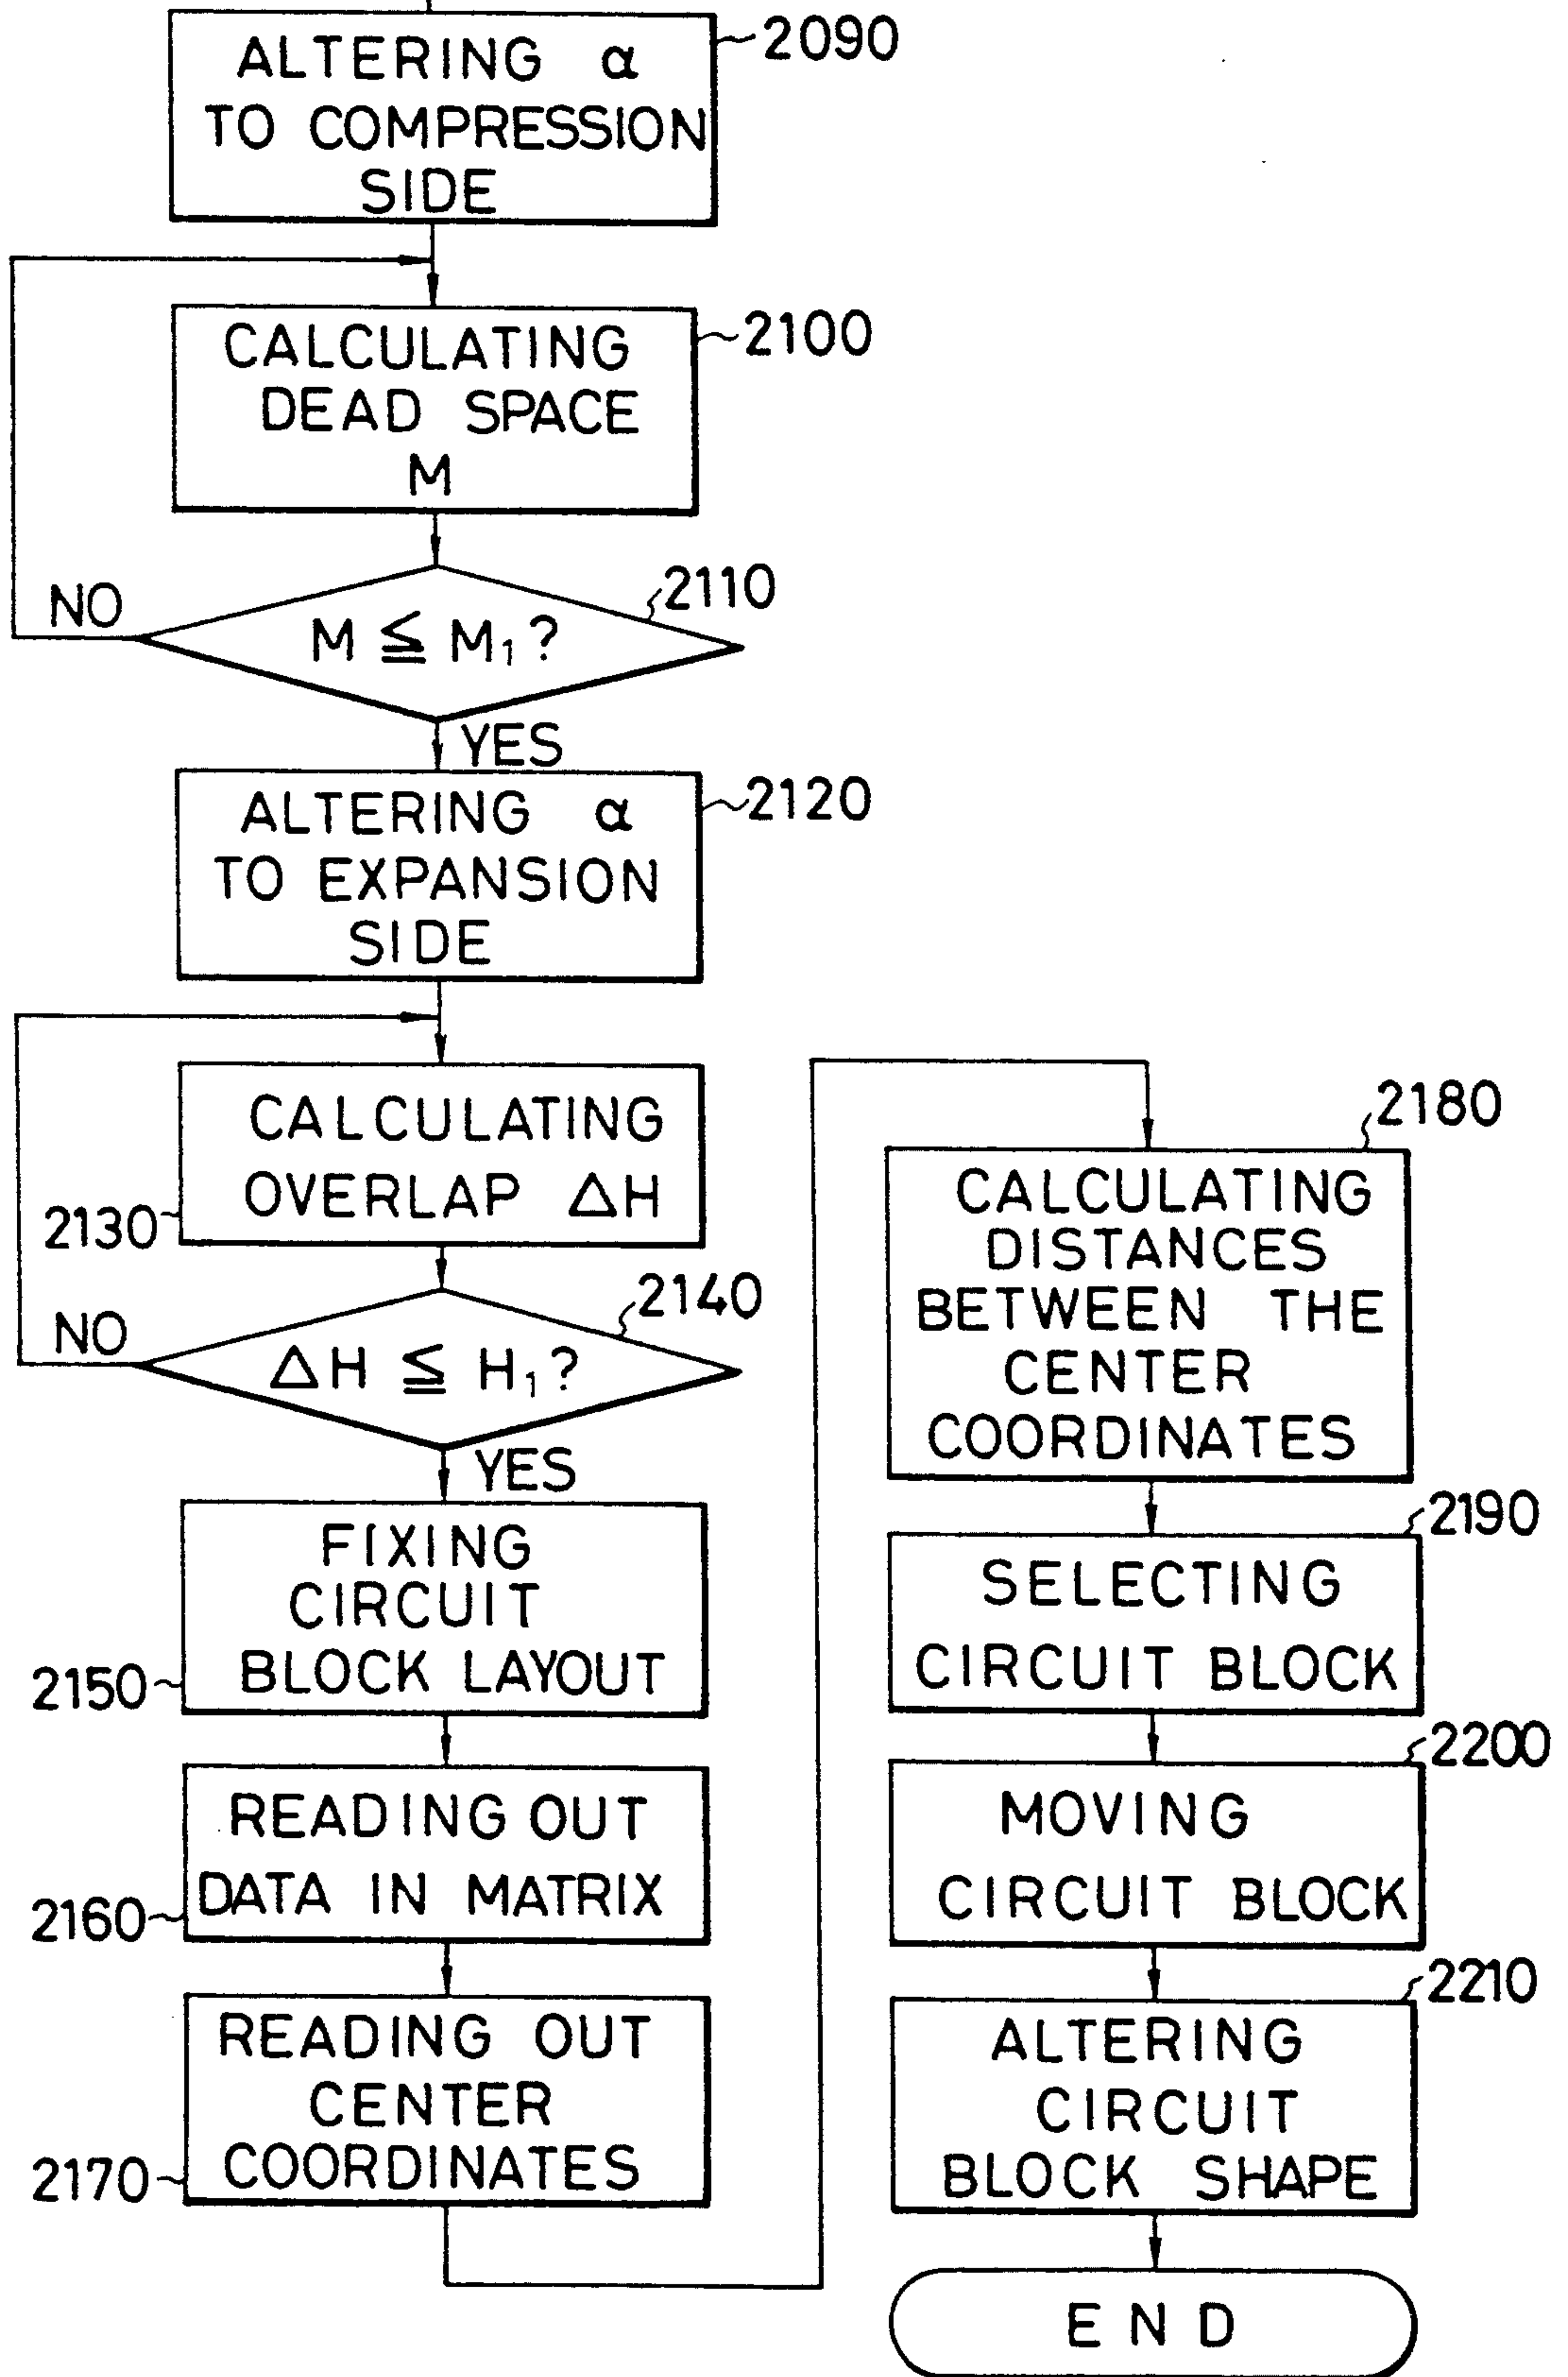 ALTERING α
TO COMPRESSION
SIDE
2090
CALCULATING
DEAD SPACE
M
2100
M ≦ M₁?
2110
NO
YES
ALTERING α
TO EXPANSION
SIDE
2120
CALCULATING
OVERLAP △H
2130
△H ≦ H₁?
2140
NO
YES
FIXING
CIRCUIT
BLOCK LAYOUT
2150
READING OUT
DATA IN MATRIX
2160
READING OUT
CENTER
COORDINATES
2170
CALCULATING
DISTANCES
BETWEEN THE
CENTER
COORDINATES
2180
SELECTING
CIRCUIT BLOCK
2190
MOVING
CIRCUIT BLOCK
2200
ALTERING
CIRCUIT
BLOCK SHAPE
2210
END